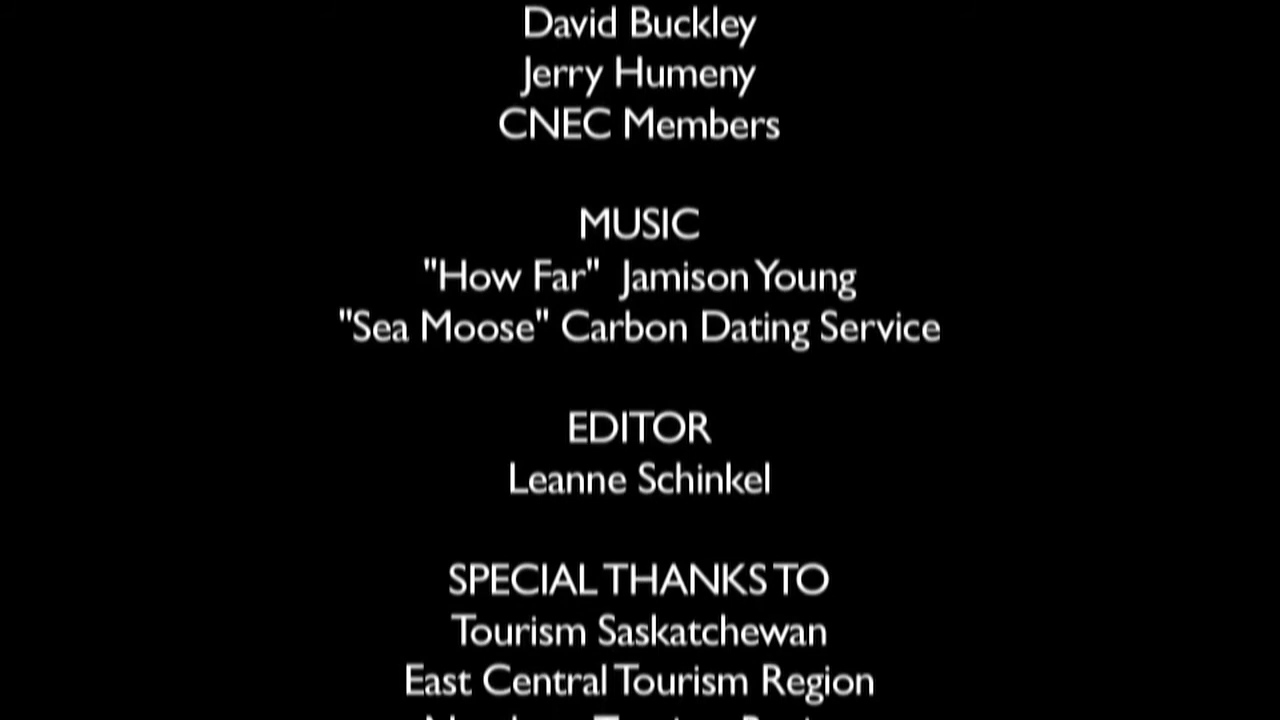 David Buckley
Jerry Humeny
CNEC Members
MUSIC
"How Far" Jamison Young
"Sea Moose" Carbon Dating Service
EDITOR
Leanne Schinkel
SPECIAL THANKS TO
Tourism Saskatchewan
East Central Tourism Region